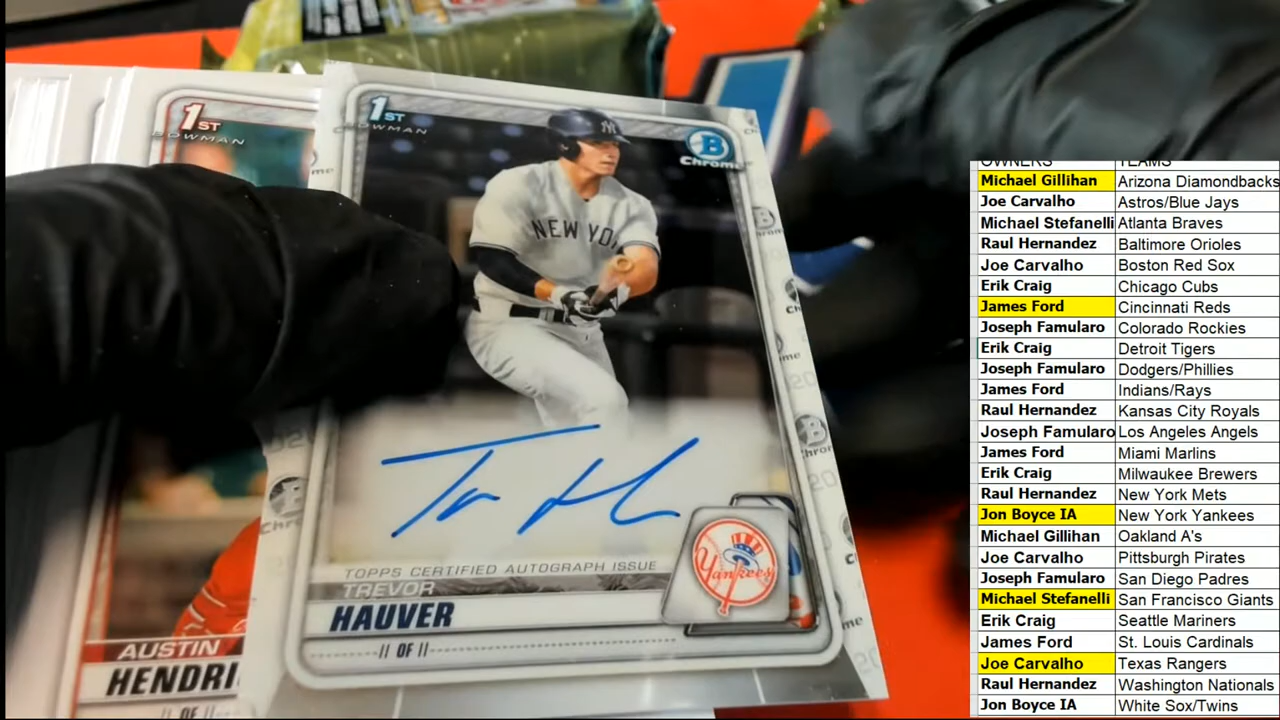 1ST
BOWMAN
1ST
BOWMAN
B
Chrome
NEW YO
TOPPS CERTIFIED AUTOGRAPH ISSUE
TREVOR
HAUVER
// OF //
Yankees
AUSTIN
HENDRI
// OF //
OWNERS TEAMS
Michael Gillihan Arizona Diamondbacks
Joe Carvalho Astros/Blue Jays
Michael Stefanelli Atlanta Braves
Raul Hernandez Baltimore Orioles
Joe Carvalho Boston Red Sox
Erik Craig Chicago Cubs
James Ford Cincinnati Reds
Joseph Famularo Colorado Rockies
Erik Craig Detroit Tigers
Joseph Famularo Dodgers/Phillies
James Ford Indians/Rays
Raul Hernandez Kansas City Royals
Joseph Famularo Los Angeles Angels
James Ford Miami Marlins
Erik Craig Milwaukee Brewers
Raul Hernandez New York Mets
Jon Boyce IA New York Yankees
Michael Gillihan Oakland A's
Joe Carvalho Pittsburgh Pirates
Joseph Famularo San Diego Padres
Michael Stefanelli San Francisco Giants
Erik Craig Seattle Mariners
James Ford St. Louis Cardinals
Joe Carvalho Texas Rangers
Raul Hernandez Washington Nationals
Jon Boyce IA White Sox/Twins